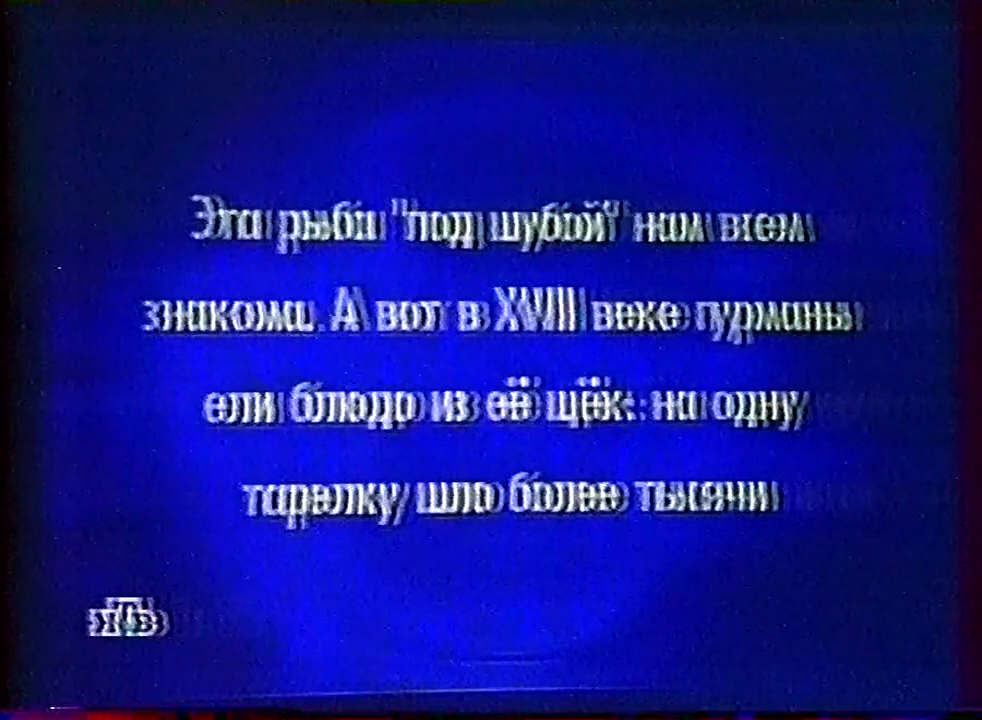 Эта рыба "под шубой" нам всем
знакома. А вот в XVIII веке гурманы
ели блюдо из её щёк: на одну
тарелку шло более тысячи
НТВ